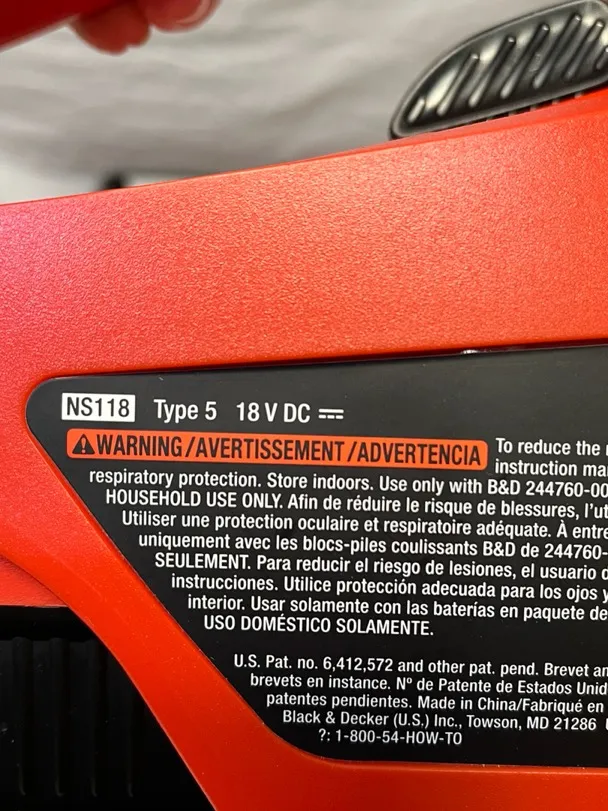 NS118 Type 5 18 V DC ⎓
WARNING/AVERTISSEMENT/ADVERTENCIA To reduce the
instruction
respiratory protection. Store indoors. Use only with B&D 244760-00
HOUSEHOLD USE ONLY. Afin de réduire le risque de blessures,
Utiliser une protection oculaire et respiratoire adéquate. À
uniquement avec les blocs-piles coulissants B&D de 244760-
SEULEMENT. Para reducir el riesgo de lesiones, el usuario
instrucciones. Utilice protección adecuada para los ojos y
interior. Usar solamente con las baterías en paquete de
USO DOMÉSTICO SOLAMENTE.
U.S. Pat. no. 6,412,572 and other pat. pend. Brevet
brevets en instance. Nº de Patente de Estados
patentes pendientes. Made in China/Fabriqué en
Black & Decker (U.S.) Inc., Towson, MD 21286
?: 1-800-54-HOW-TO